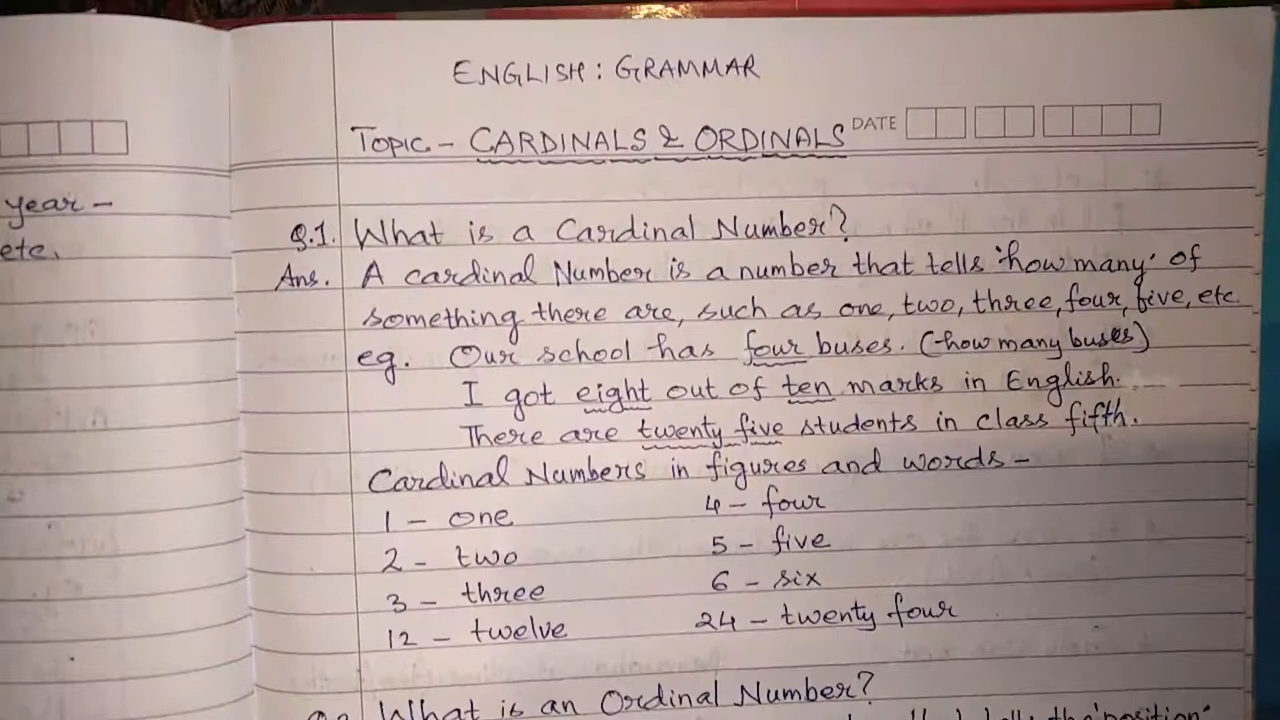 ENGLISH: GRAMMAR
DATE
Topic - CARDINALS & ORDINALS
year -
etc.
Q.1. What is a Cardinal Number?
Ans. A cardinal Number is a number that tells 'how many' of
something there are, such as one, two, three, four, five, etc.
eg. Our school has four buses. (how many buses)
I got eight out of ten marks in English.
There are twenty five students in class fifth.
Cardinal Numbers in figures and words -
1 - one 4 - four
2 - two 5 - five
3 - three 6 - six
12 - twelve 24 - twenty four
What is an Ordinal Number?
'position'